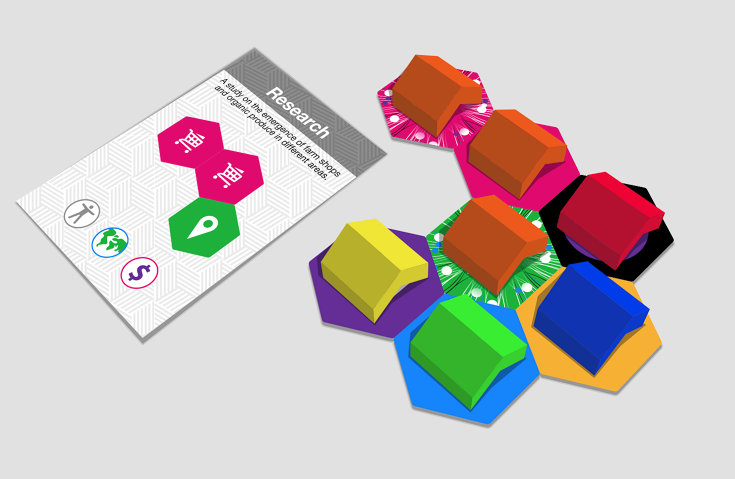 Research
A study on the emergence of farm shops
and organic produce in different areas.
$